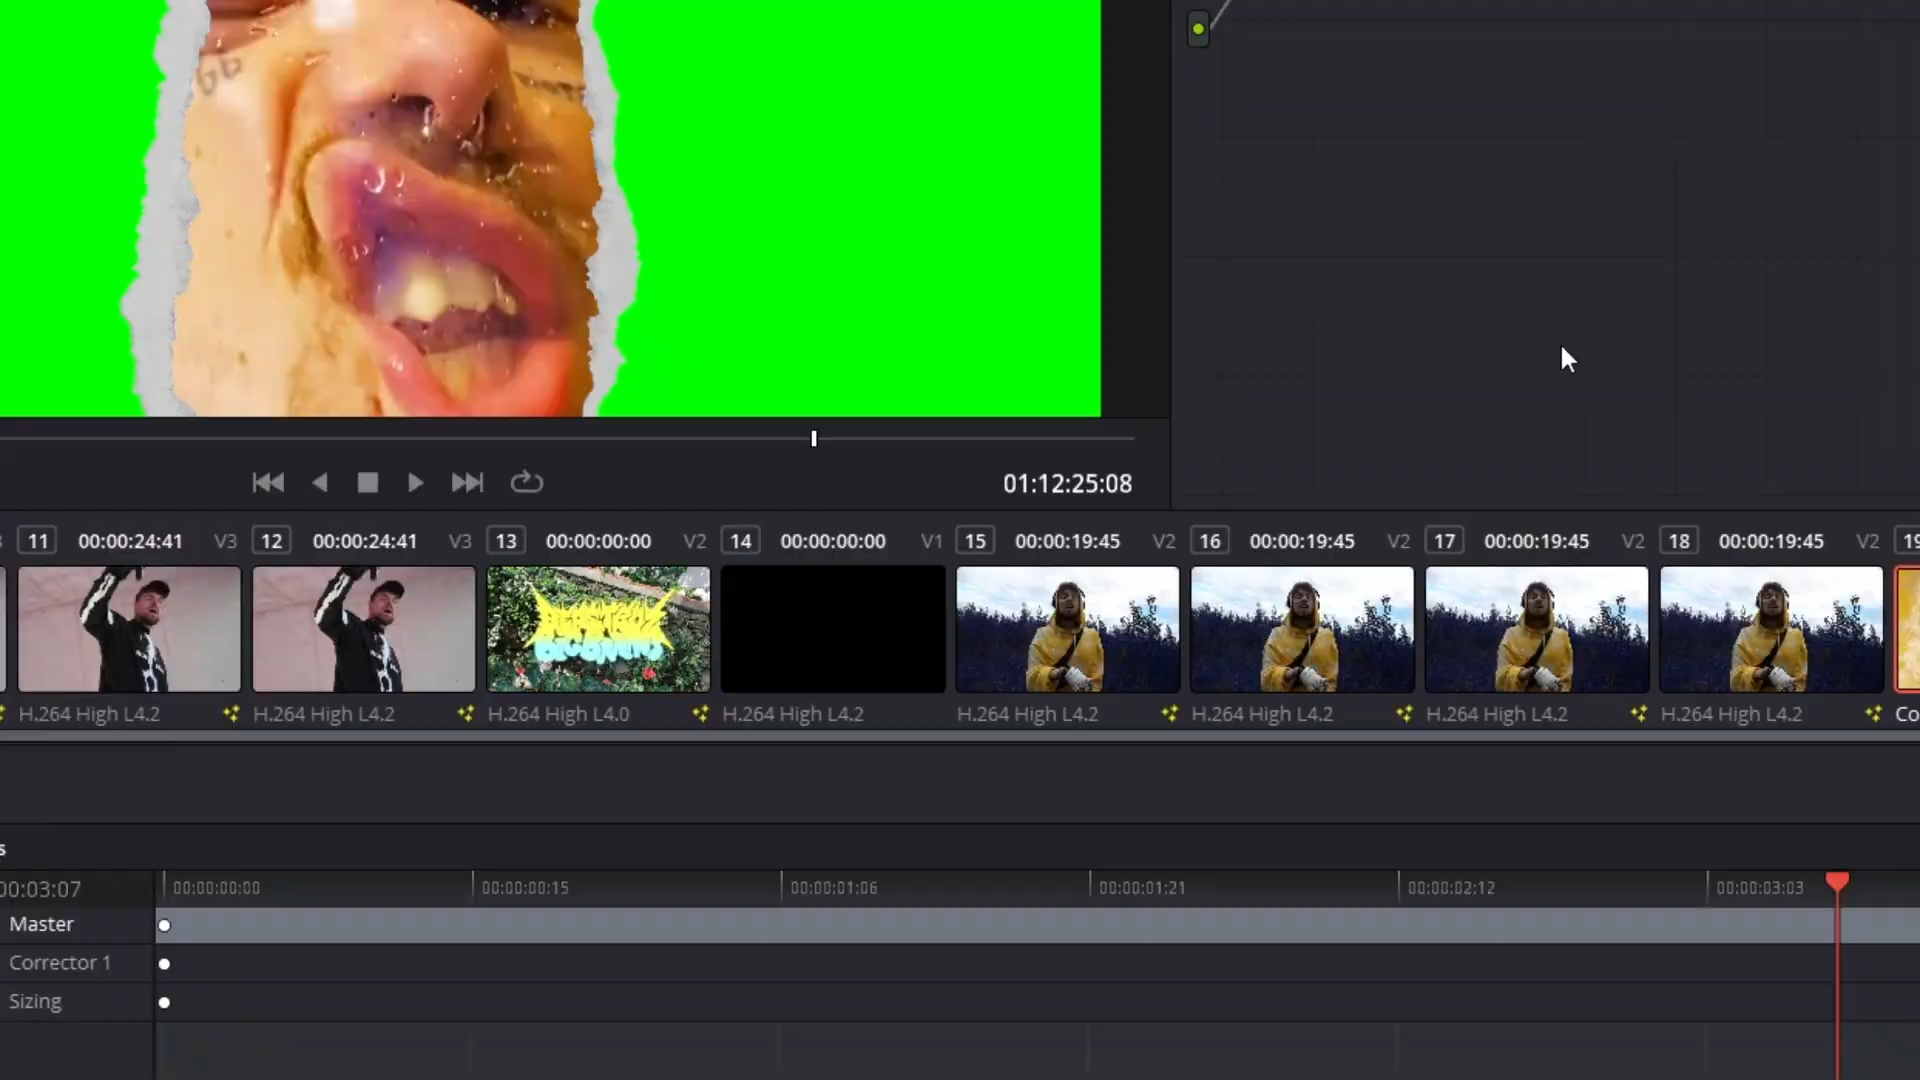 01:12:25:08
11 00:00:24:41 V3 12 00:00:24:41 V3 13 00:00:00:00 V2 14 00:00:00:00 V1 15 00:00:19:45 V2 16 00:00:19:45 V2 17 00:00:19:45 V2 18 00:00:19:45 V2 19
H.264 High L4.2 H.264 High L4.2 H.264 High L4.0 H.264 High L4.2 H.264 High L4.2 H.264 High L4.2 H.264 High L4.2 H.264 High L4.2 Co
s
00:03:07 00:00:00:00 00:00:00:15 00:00:01:06 00:00:01:21 00:00:02:12 00:00:03:03
Master
Corrector 1
Sizing